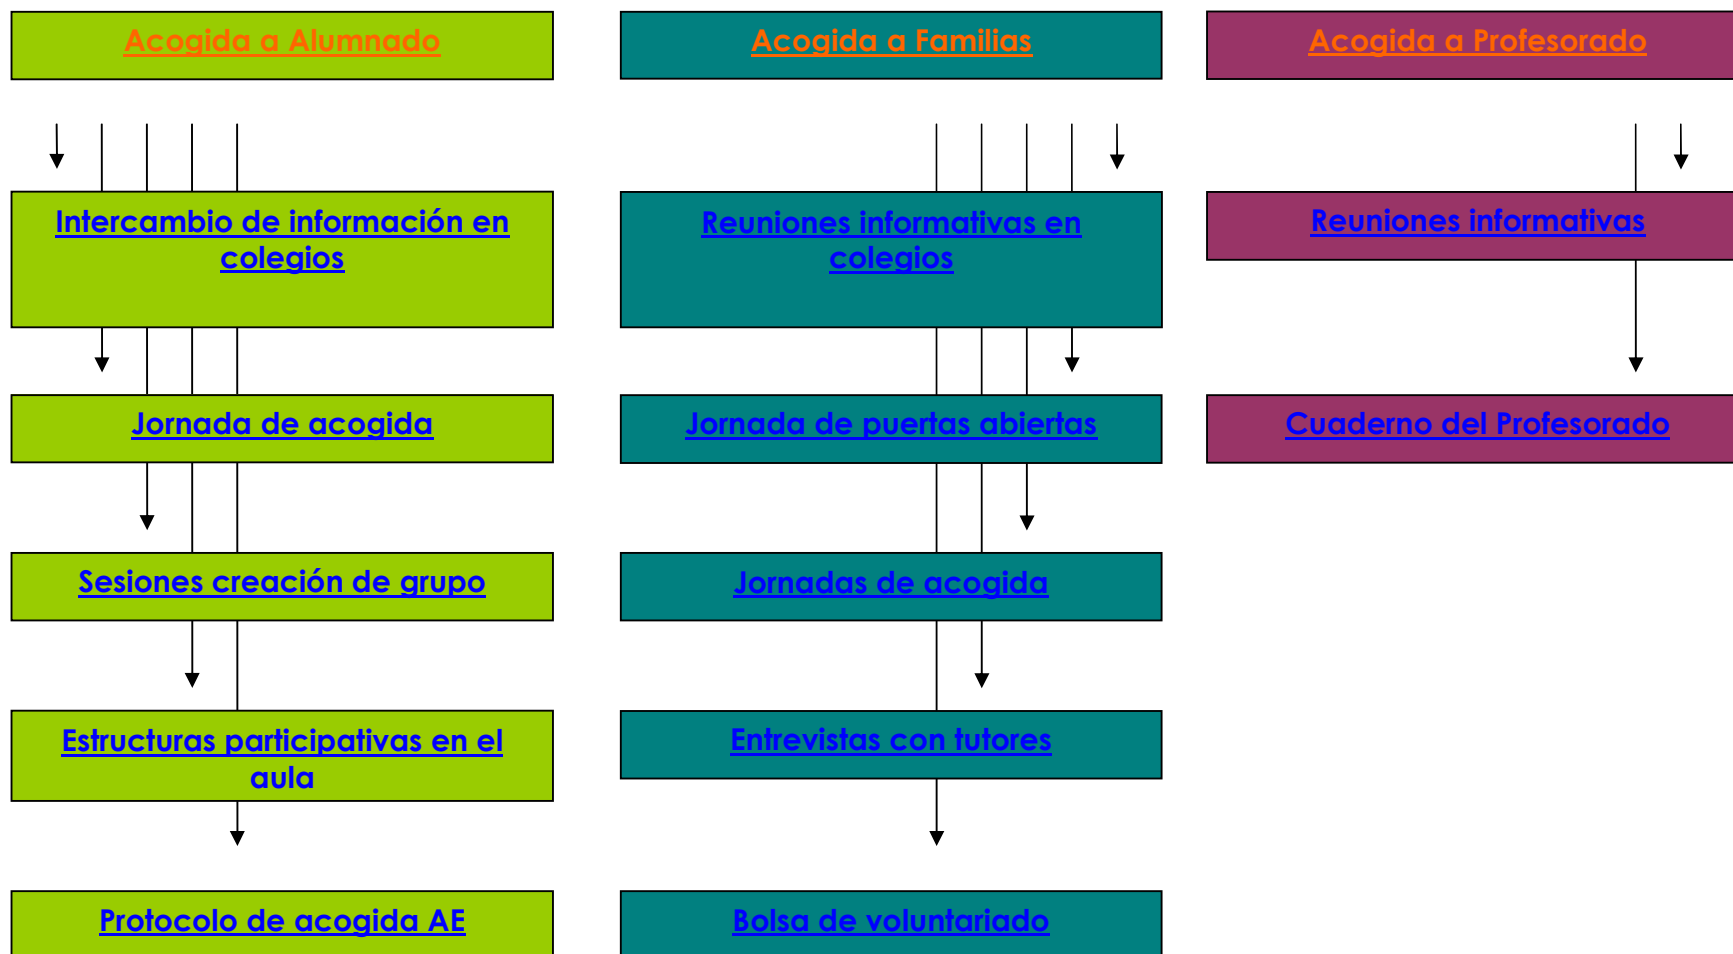 Acogida a Alumnado
Acogida a Familias
Acogida a Profesorado
Intercambio de información en
colegios
Reuniones informativas en
colegios
Reuniones informativas
Jornada de acogida
Jornada de puertas abiertas
Cuaderno del Profesorado
Sesiones creación de grupo
Jornadas de acogida
Estructuras participativas en el
aula
Entrevistas con tutores
Protocolo de acogida AE
Bolsa de voluntariado